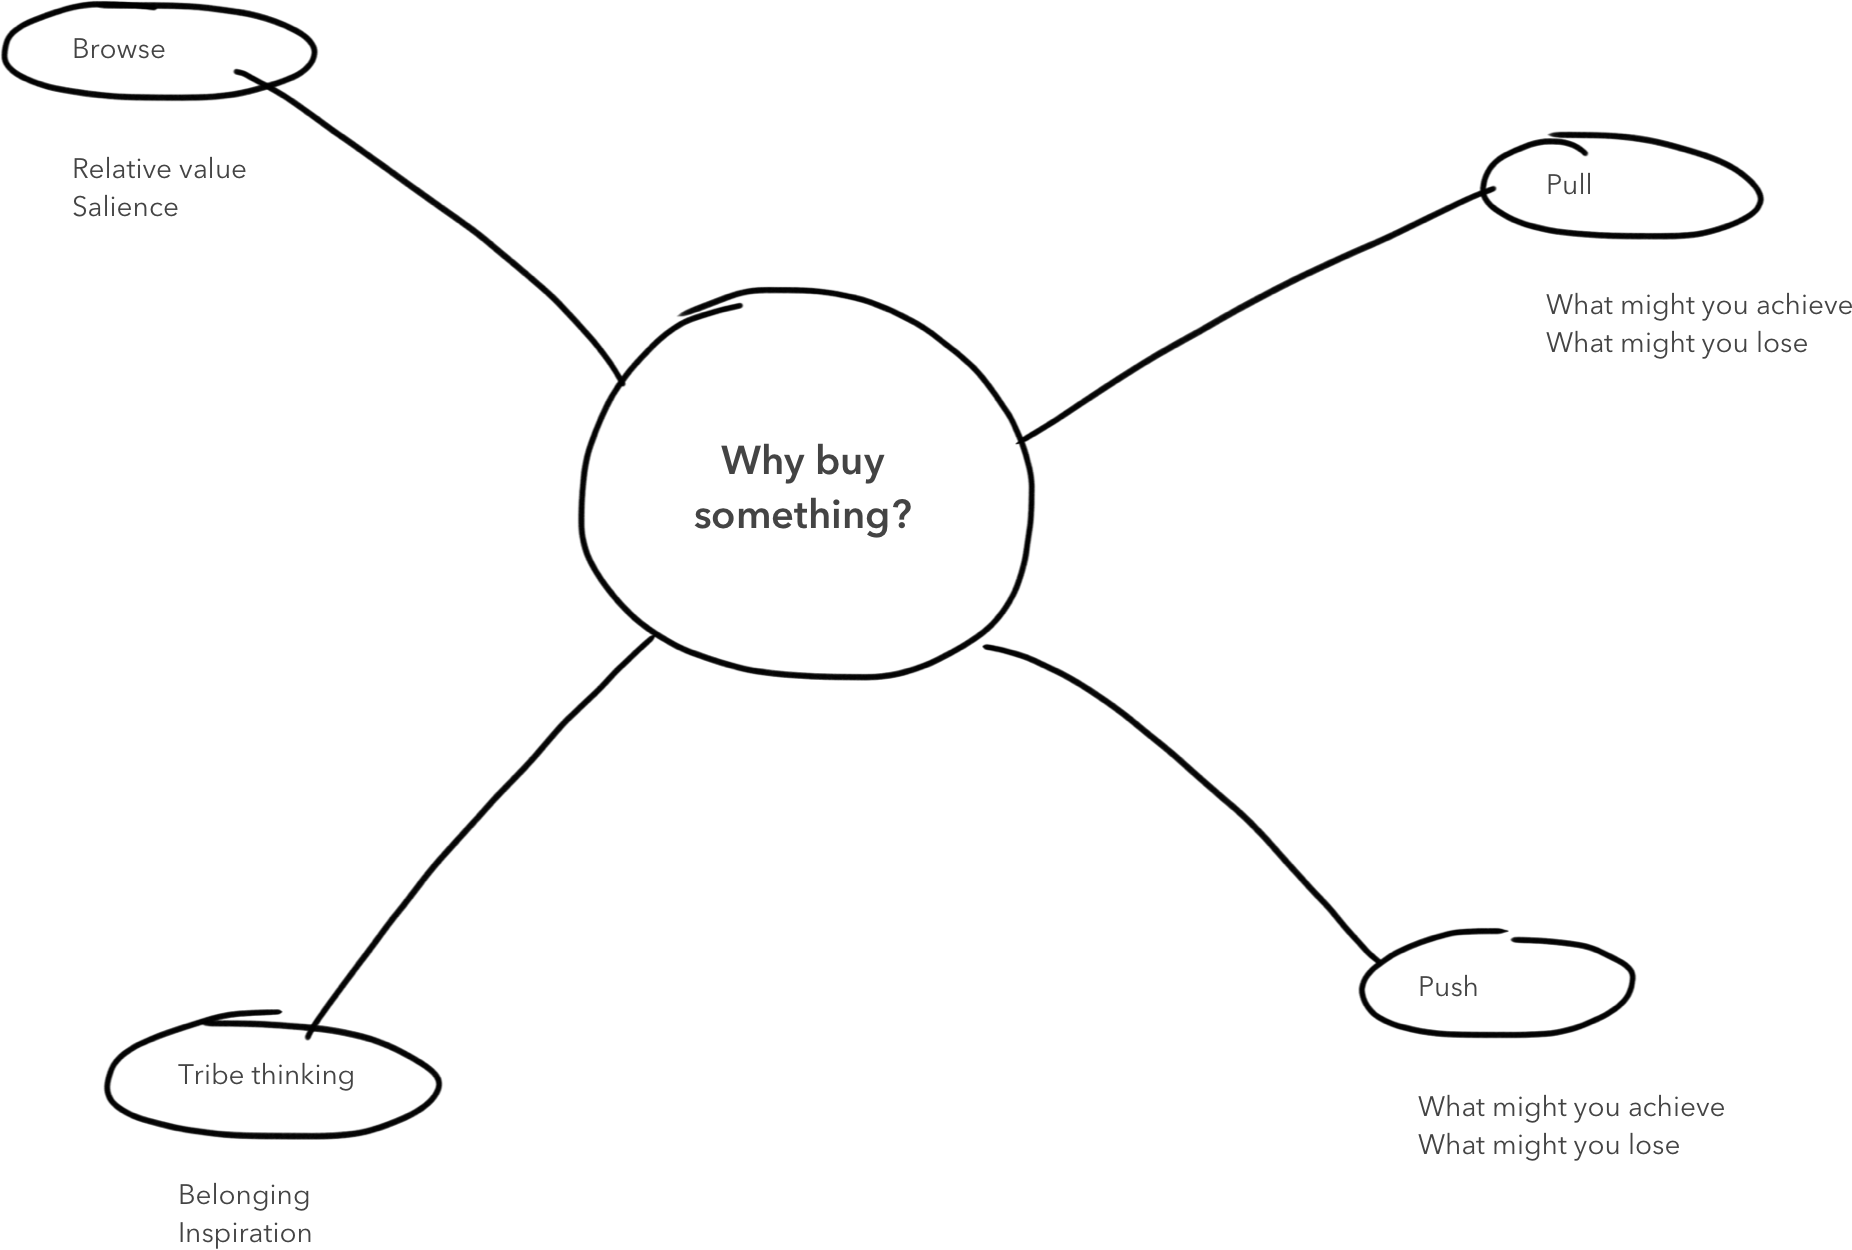 Browse
Relative value
Salience
Pull
What might you achieve
What might you lose
Why buy
something?
Push
What might you achieve
What might you lose
Tribe thinking
Belonging
Inspiration